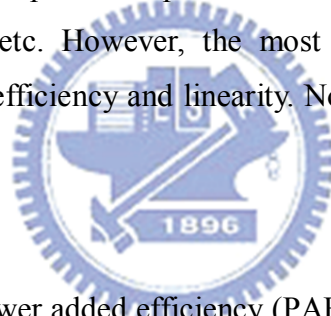 etc. However, the most
efficiency and linearity. No
1896
wer added efficiency (PAE